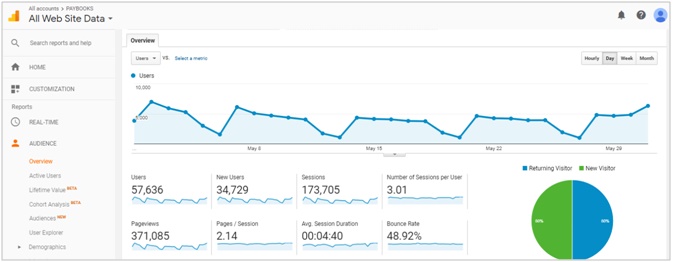 All accounts > PAYBOOKS
All Web Site Data
Search reports and help
HOME
CUSTOMIZATION
Reports
REAL-TIME
AUDIENCE
Overview
Active Users
Lifetime Value BETA
Cohort Analysis BETA
Audiences NEW
User Explorer
Demographics
Overview
Users VS. Select a metric
Hourly Day Week Month
Users
10,000
5,000
... May 8 May 15 May 22 May 29
Users
57,636
New Users
34,729
Sessions
173,705
Number of Sessions per User
3.01
Pageviews
371,085
Pages / Session
2.14
Avg. Session Duration
00:04:40
Bounce Rate
48.92%
Returning Visitor New Visitor